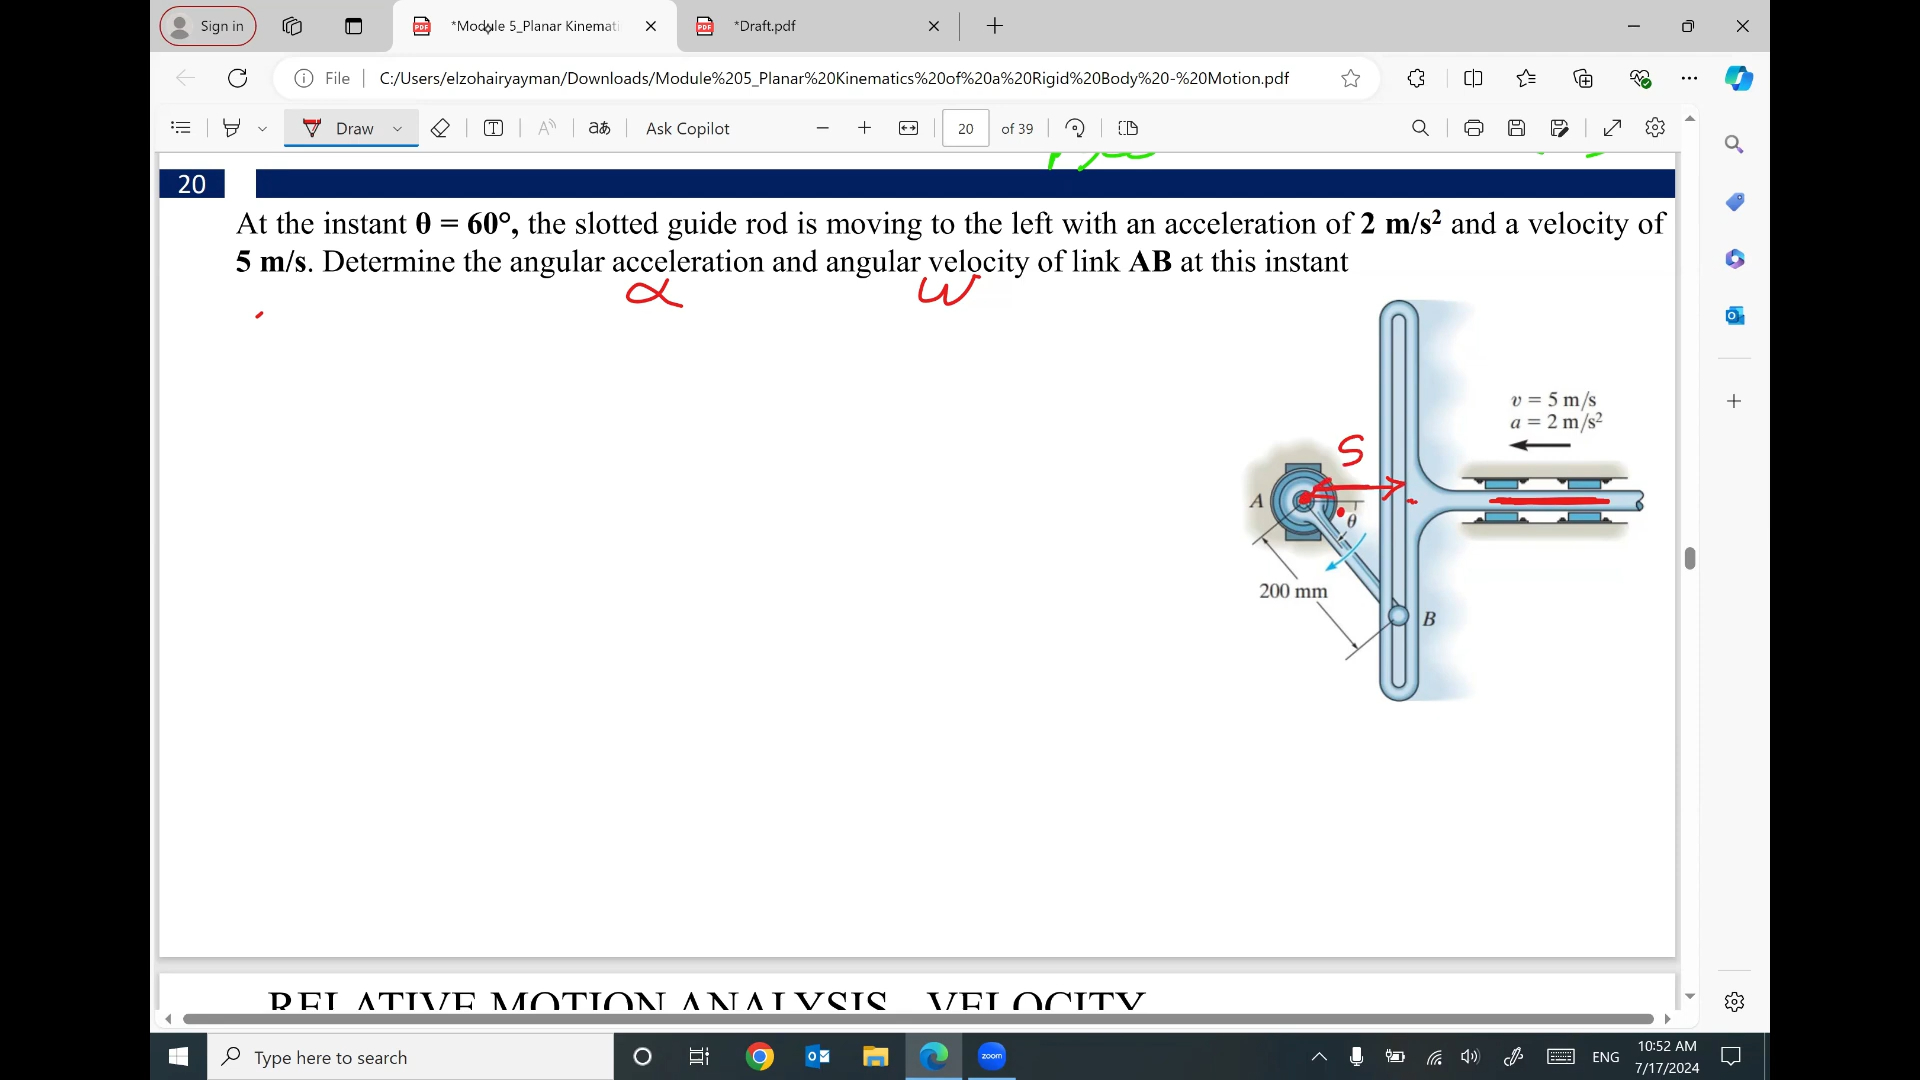 Sign in
*Module 5_Planar Kinemati
*Draft.pdf
File
C:/Users/elzohairyayman/Downloads/Module%205_Planar%20Kinematics%20of%20a%20Rigid%20Body%20-%20Motion.pdf
Draw
Ask Copilot
20 of 39
20
At the instant θ = 60°, the slotted guide rod is moving to the left with an acceleration of 2 m/s² and a velocity of
5 m/s. Determine the angular acceleration and angular velocity of link AB at this instant
α ω
v = 5 m/s
a = 2 m/s²
S
A
θ
200 mm
B
RELATIVE MOTION ANALYSIS - VELOCITY
Type here to search
zoom
ENG
10:52 AM
7/17/2024